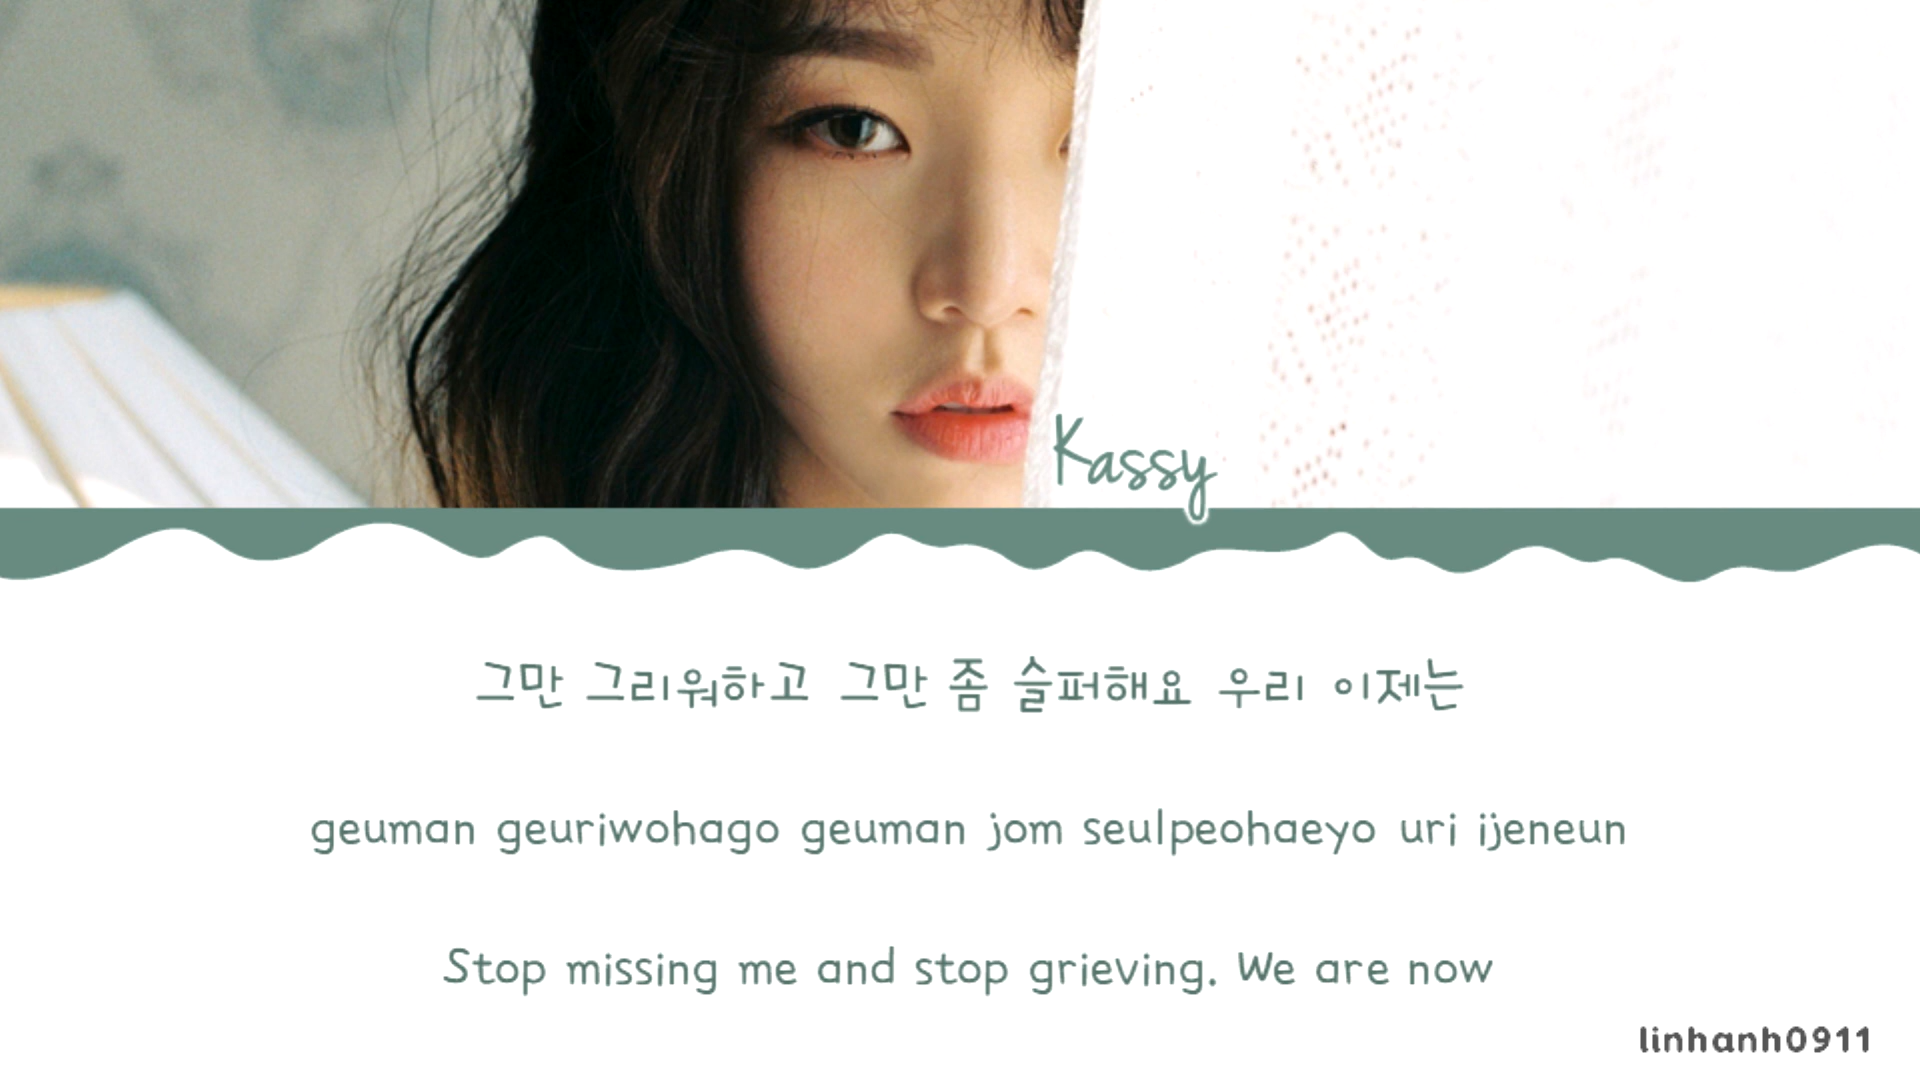 Kassy
그만 그리워하고 그만 좀 슬퍼해요 우리 이제는
geuman geuriwohago geuman jom seulpeohaeyo uri ijeneun
Stop missing me and stop grieving. We are now
linhanh0911